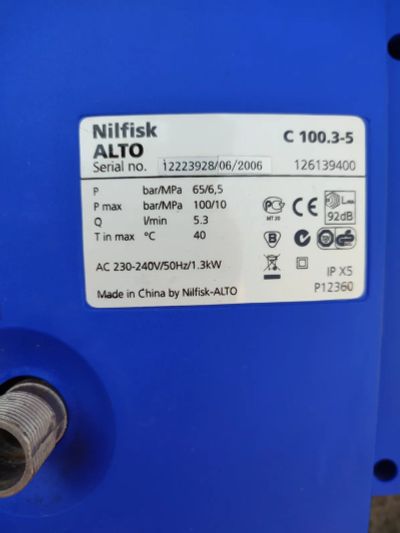 Nilfisk C 100.3-5
ALTO
Serial no. 12223928/06/2006 126139400
P bar/MPa 65/6,5
P max bar/MPa 100/10
Q l/min 5.3
T in max °C 40
92dB
AC 230-240V/50Hz/1.3kW
IP X5
Made in China by Nilfisk-ALTO P12360